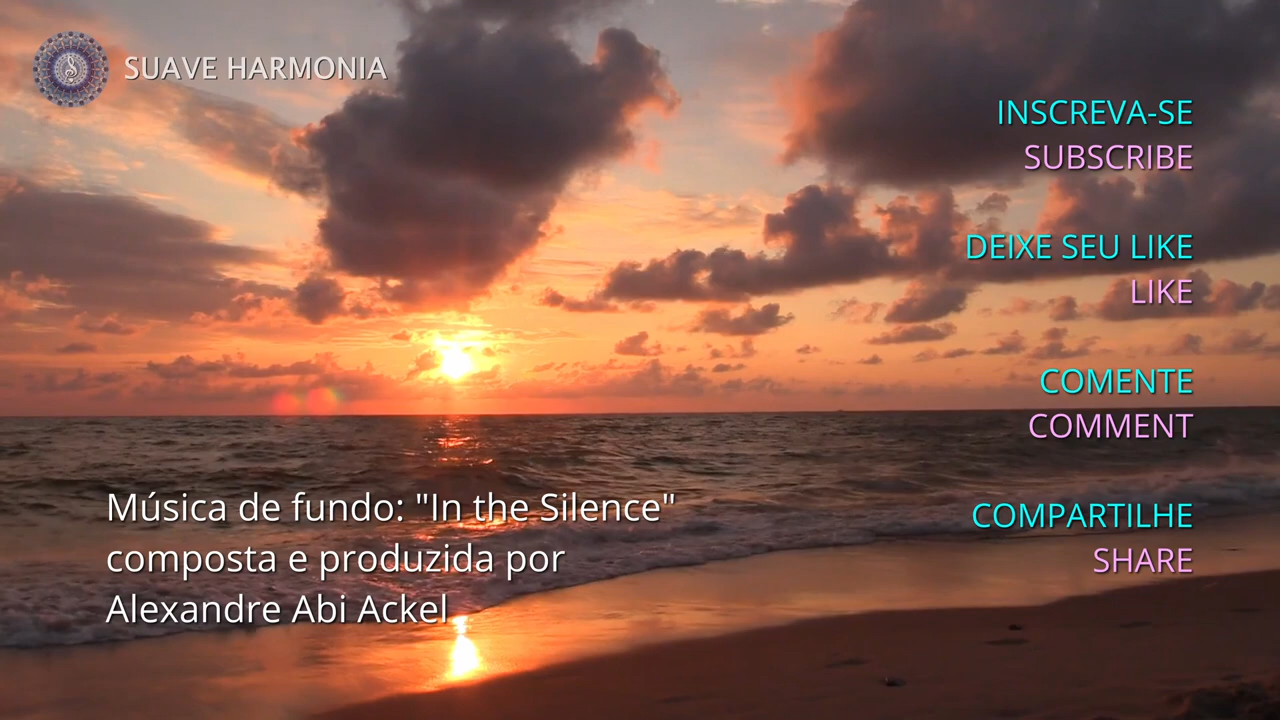 SUAVE HARMONIA
INSCREVA-SE
SUBSCRIBE
DEIXE SEU LIKE
LIKE
COMENTE
COMMENT
COMPARTILHE
SHARE
Música de fundo: "In the Silence"
composta e produzida por
Alexandre Abi Ackel